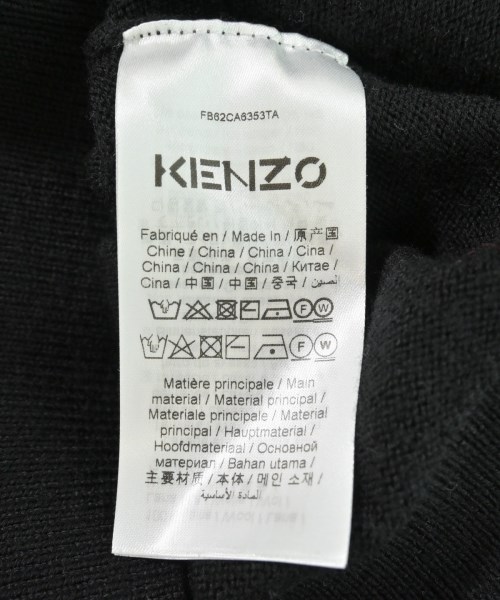 FB62CA6353TA
KENZO
Fabriqué en / Made in / 原产国
Chine / China / China / Cina /
China / China / China / Китае /
Cina / 中国 / 中国 / 중국 / الصين
F W
F W
Matière principale / Main
material / Material principal /
Materiale principale / Material
principal / Hauptmaterial /
Hoofdmateriaal / Основной
материал / Bahan utama /
主要材质 / 本体 / 메인 소재 /
المادة الأساسية